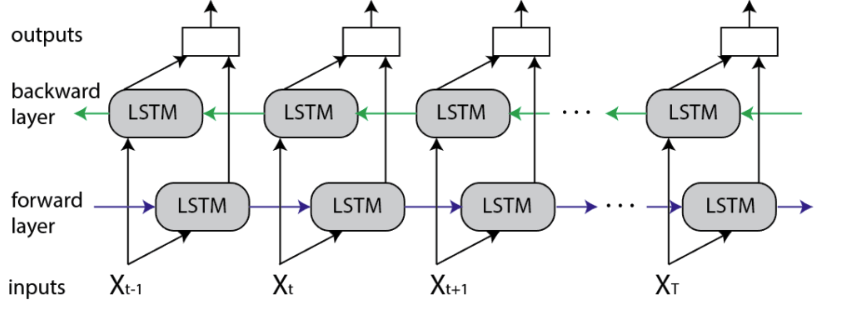 outputs
backward
layer
LSTM LSTM LSTM ... LSTM
forward
layer
LSTM LSTM LSTM ... LSTM
inputs Xt-1 Xt Xt+1 XT